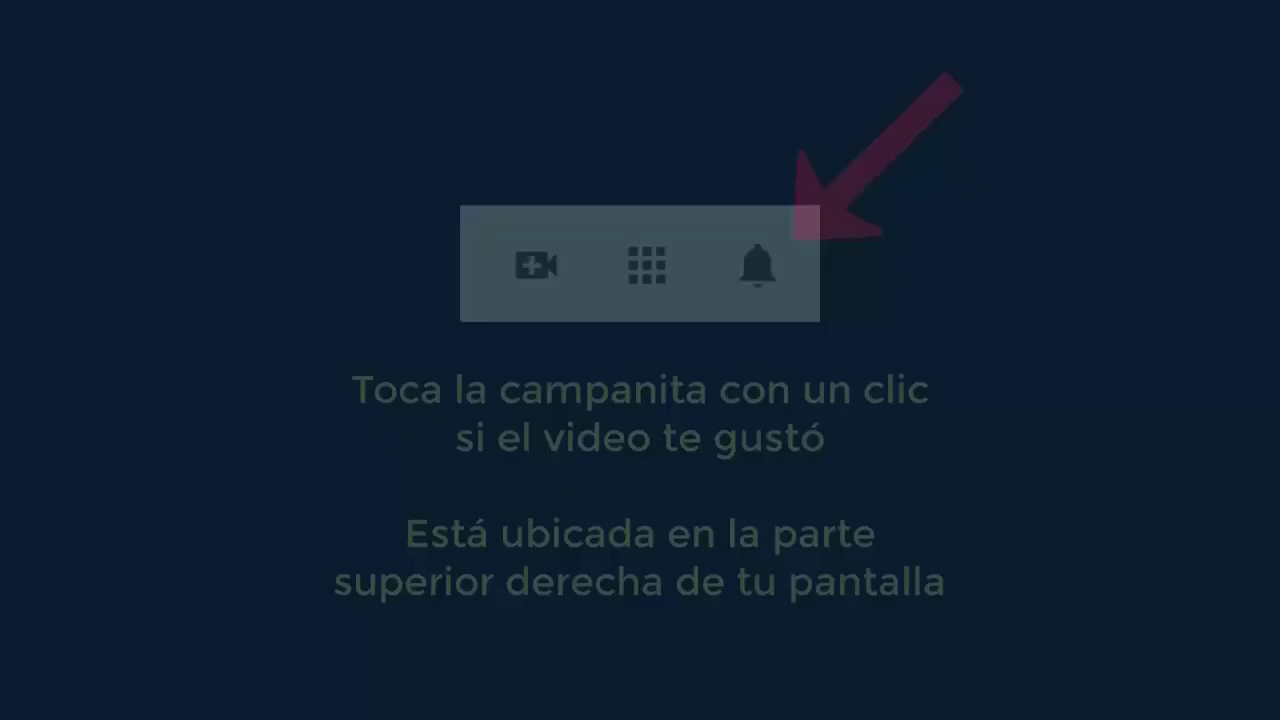 Toca la campanita con un clic
si el video te gustó
Está ubicada en la parte
superior derecha de tu pantalla